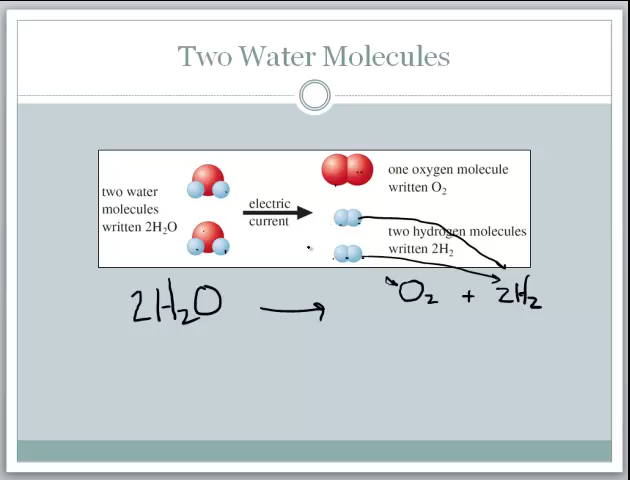 Two Water Molecules
two water
molecules
written 2H₂O
electric
current
one oxygen molecule
written O₂
two hydrogen molecules
written 2H₂
2H₂O → O₂ + 2H₂